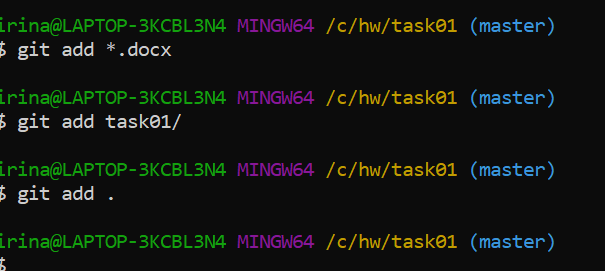 irina@LAPTOP-3KCBL3N4 MINGW64 /c/hw/task01 (master)
$ git add *.docx
irina@LAPTOP-3KCBL3N4 MINGW64 /c/hw/task01 (master)
$ git add task01/
irina@LAPTOP-3KCBL3N4 MINGW64 /c/hw/task01 (master)
$ git add .
irina@LAPTOP-3KCBL3N4 MINGW64 /c/hw/task01 (master)
$